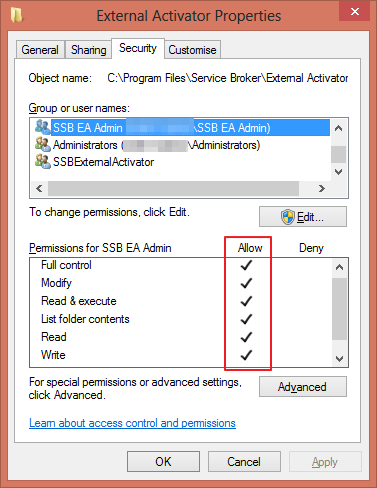 External Activator Properties
General Sharing Security Customise
Object name: C:\Program Files\Service Broker\External Activator
Group or user names:
SSB EA Admin \SSB EA Admin)
Administrators ( \Administrators)
SSBExternalActivator
To change permissions, click Edit.
Edit...
Permissions for SSB EA Admin Allow Deny
Full control
Modify
Read & execute
List folder contents
Read
Write
For special permissions or advanced settings,
click Advanced.
Advanced
Learn about access control and permissions
OK Cancel Apply